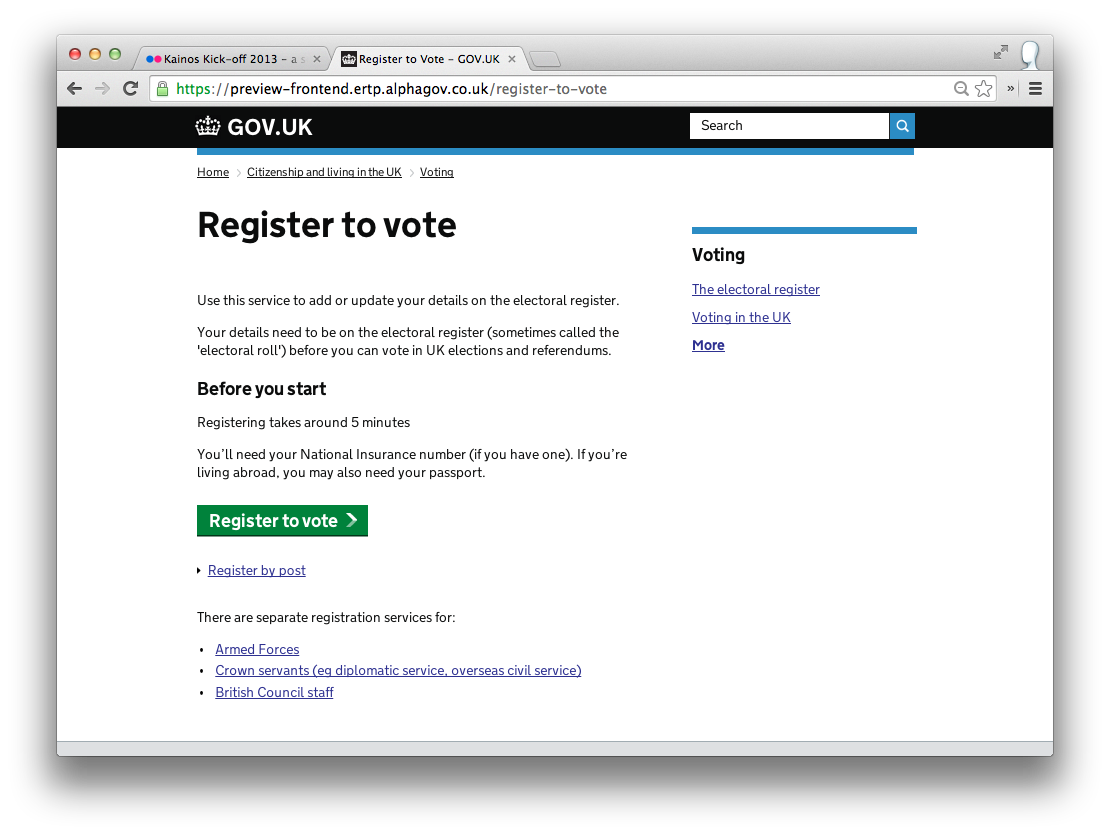 Kainos Kick-off 2013 – a s
Register to Vote – GOV.UK
https://preview-frontend.ertp.alphagov.co.uk/register-to-vote
»
GOV.UK
Search
Home › Citizenship and living in the UK › Voting
Register to vote
Use this service to add or update your details on the electoral register.
Your details need to be on the electoral register (sometimes called the
'electoral roll') before you can vote in UK elections and referendums.
Before you start
Registering takes around 5 minutes
You’ll need your National Insurance number (if you have one). If you’re
living abroad, you may also need your passport.
Register to vote
Register by post
There are separate registration services for:
• Armed Forces
• Crown servants (eg diplomatic service, overseas civil service)
• British Council staff
Voting
The electoral register
Voting in the UK
More